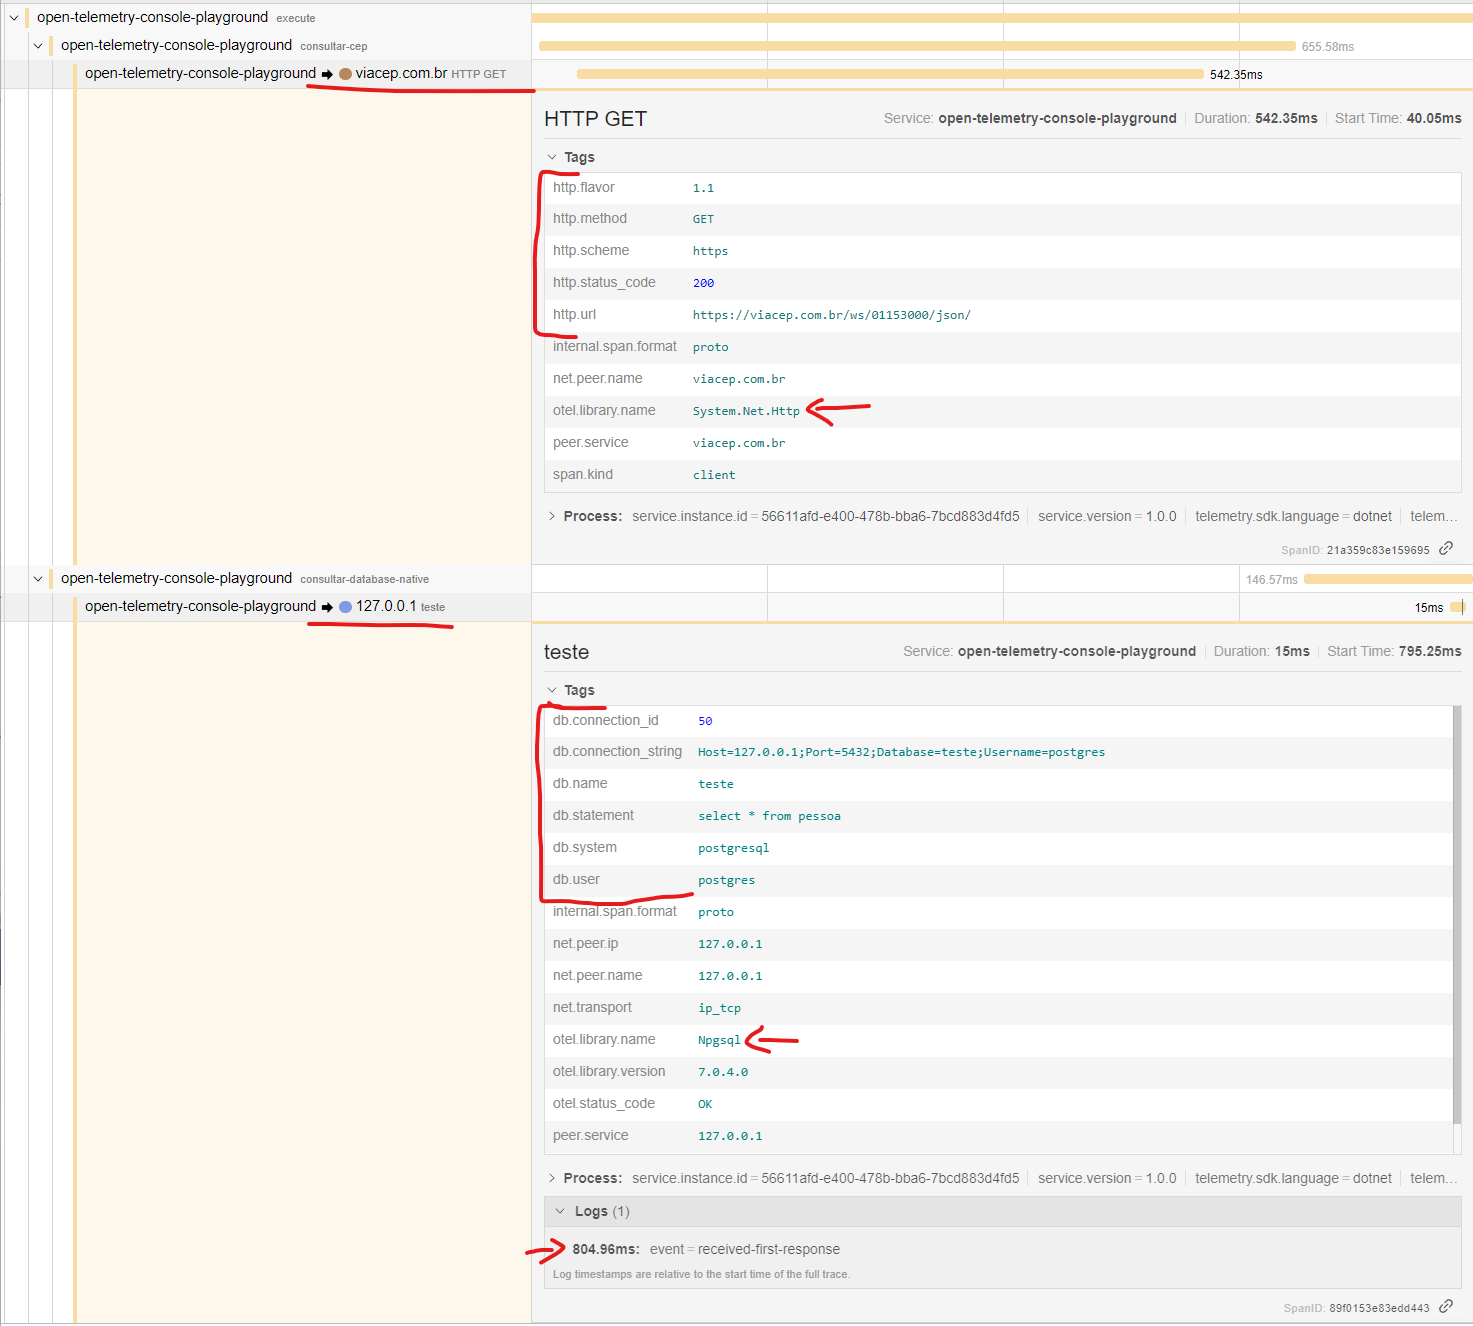 open-telemetry-console-playground execute
open-telemetry-console-playground consultar-cep 655.58ms
open-telemetry-console-playground viacep.com.br HTTP GET 542.35ms
HTTP GET Service: open-telemetry-console-playground Duration: 542.35ms Start Time: 40.05ms
Tags
http.flavor 1.1
http.method GET
http.scheme https
http.status_code 200
http.url https://viacep.com.br/ws/01153000/json/
internal.span.format proto
net.peer.name viacep.com.br
otel.library.name System.Net.Http
peer.service viacep.com.br
span.kind client
Process: service.instance.id = 56611afd-e400-478b-bba6-7bcd883d4fd5 service.version = 1.0.0 telemetry.sdk.language = dotnet telem...
SpanID: 21a359c83e159695
open-telemetry-console-playground consultar-database-native 146.57ms
open-telemetry-console-playground 127.0.0.1 teste 15ms
teste Service: open-telemetry-console-playground Duration: 15ms Start Time: 795.25ms
Tags
db.connection_id 50
db.connection_string Host=127.0.0.1;Port=5432;Database=teste;Username=postgres
db.name teste
db.statement select * from pessoa
db.system postgresql
db.user postgres
internal.span.format proto
net.peer.ip 127.0.0.1
net.peer.name 127.0.0.1
net.transport ip_tcp
otel.library.name Npgsql
otel.library.version 7.0.4.0
otel.status_code OK
peer.service 127.0.0.1
Process: service.instance.id = 56611afd-e400-478b-bba6-7bcd883d4fd5 service.version = 1.0.0 telemetry.sdk.language = dotnet telem...
Logs (1)
804.96ms: event = received-first-response
Log timestamps are relative to the start time of the full trace.
SpanID: 89f0153e83edd443